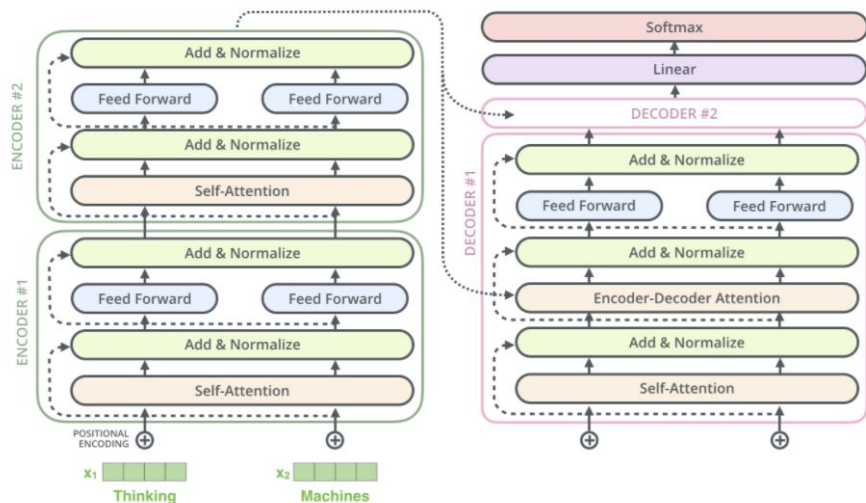 ENCODER #2
Add & Normalize
Feed Forward Feed Forward
Add & Normalize
Self-Attention
ENCODER #1
Add & Normalize
Feed Forward Feed Forward
Add & Normalize
Self-Attention
POSITIONAL
ENCODING
x₁ x₂
Thinking Machines
Softmax
Linear
DECODER #2
DECODER #1
Add & Normalize
Feed Forward Feed Forward
Add & Normalize
Encoder-Decoder Attention
Add & Normalize
Self-Attention